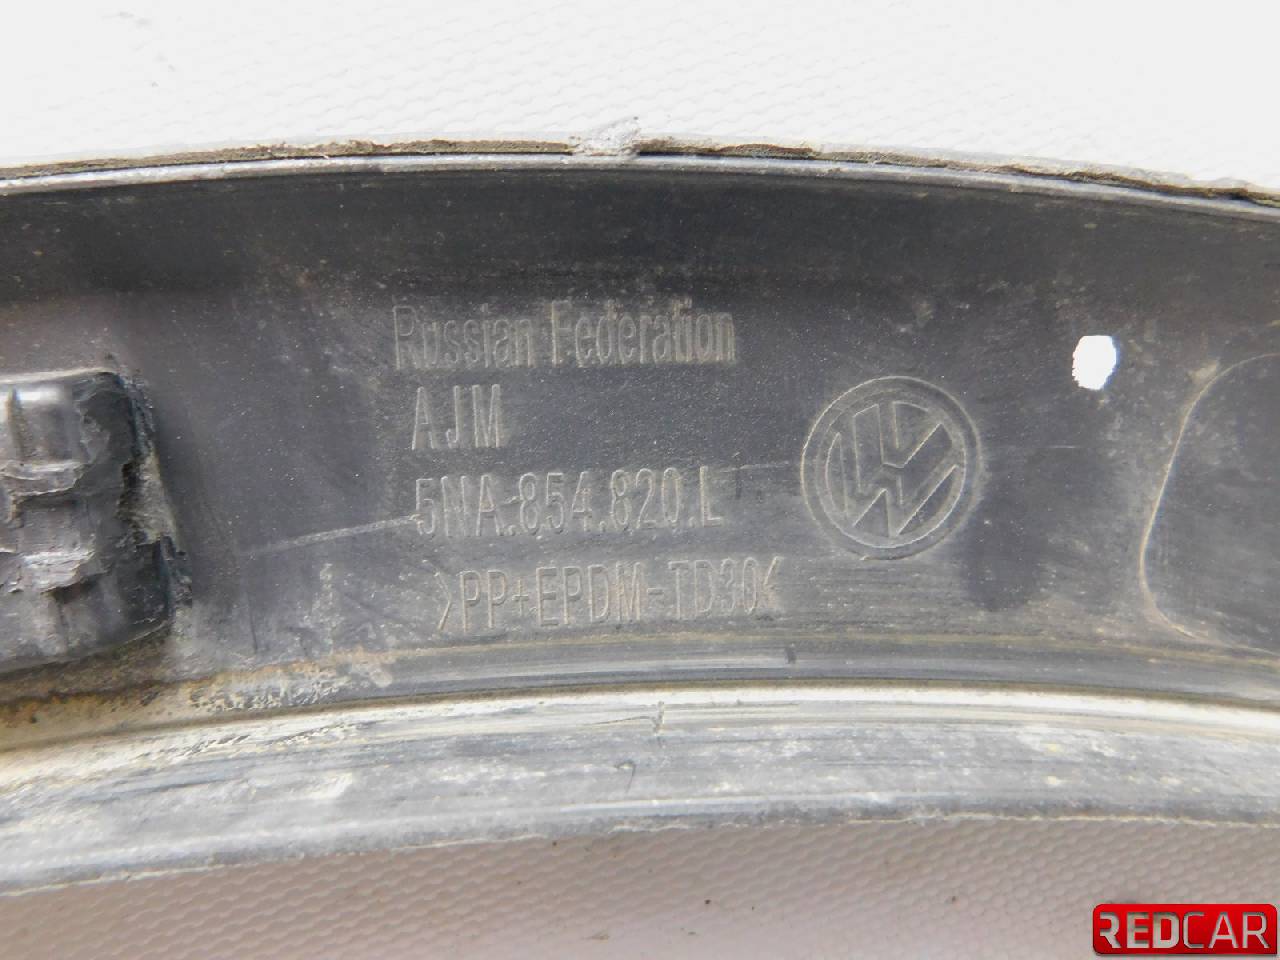 Russian Federation
AJM
5NA.854.820.L
>PP+EPDM-TD30<
REDCAR